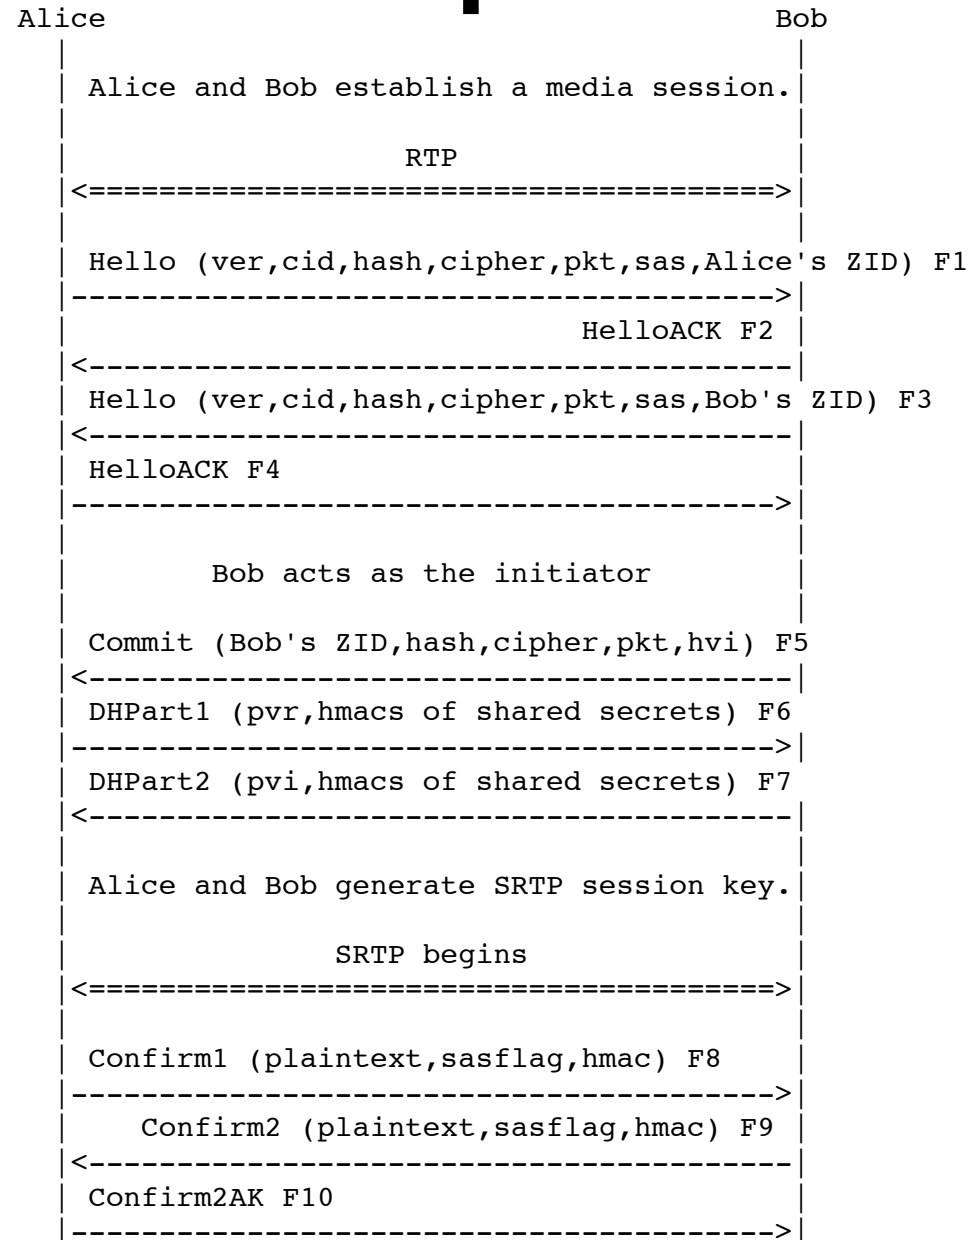 Alice Bob
Alice and Bob establish a media session.
RTP
Hello (ver,cid,hash,cipher,pkt,sas,Alice's ZID) F1
HelloACK F2
Hello (ver,cid,hash,cipher,pkt,sas,Bob's ZID) F3
HelloACK F4
Bob acts as the initiator
Commit (Bob's ZID,hash,cipher,pkt,hvi) F5
DHPart1 (pvr,hmacs of shared secrets) F6
DHPart2 (pvi,hmacs of shared secrets) F7
Alice and Bob generate SRTP session key.
SRTP begins
Confirm1 (plaintext,sasflag,hmac) F8
Confirm2 (plaintext,sasflag,hmac) F9
Confirm2AK F10